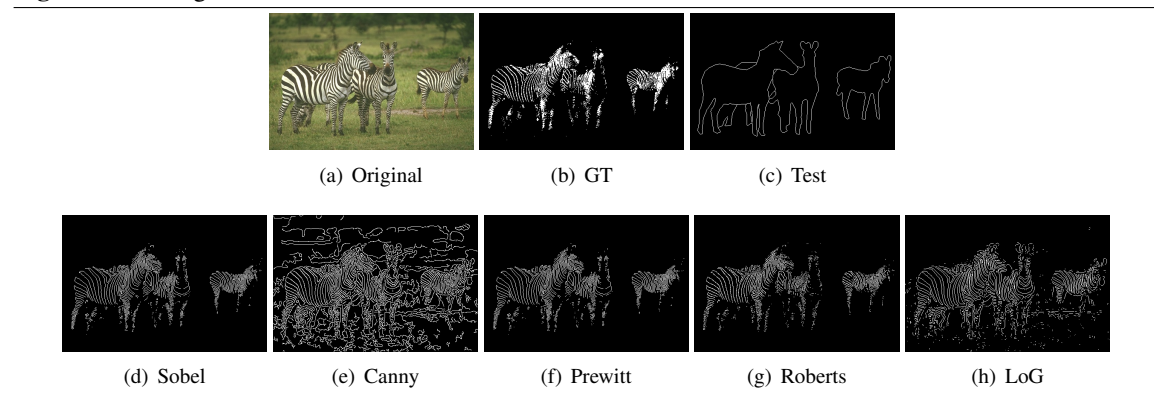 (a) Original
(b) GT
(c) Test
(d) Sobel
(e) Canny
(f) Prewitt
(g) Roberts
(h) LoG